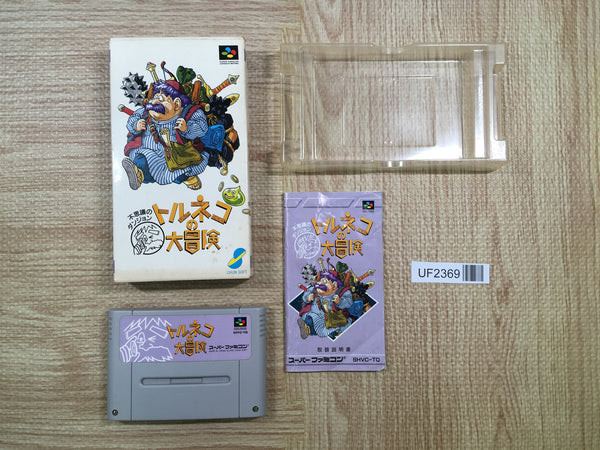 不思議の
ダンジョン
トルネコ
の
大冒険
CHUN SOFT
不思議の
ダンジョン
トルネコ
の
大冒険
取扱説明書
スーパーファミコン
SHVC-TO
UF2369
トルネコ
の
大冒険
スーパーファミコン